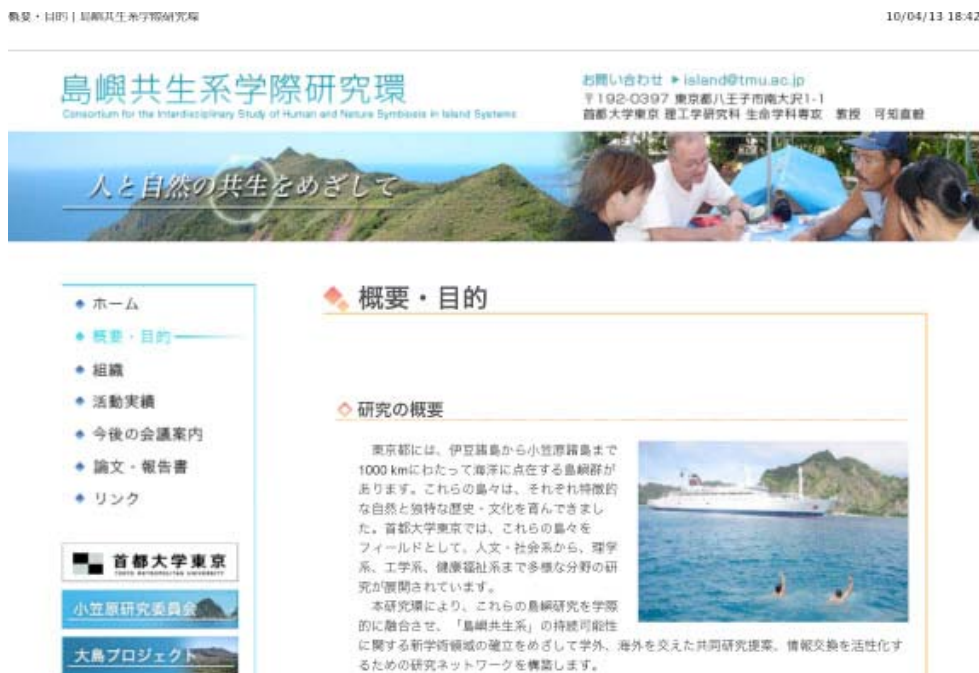 概要・目的 | 島嶼共生系学際研究環
10/04/13 18:42
島嶼共生系学際研究環
Consortium for the Interdisciplinary Study of Human and Nature Symbiosis in Island Systems
お問い合わせ ▶ island@tmu.ac.jp
〒192-0397 東京都八王子市南大沢1-1
首都大学東京 理工学研究科 生命学科専攻 教授 可知直毅
人と自然の共生をめざして
ホーム
概要・目的
組織
活動実績
今後の会議案内
論文・報告書
リンク
首都大学東京
TOKYO METROPOLITAN UNIVERSITY
小笠原研究委員会
大島プロジェクト
概要・目的
研究の概要
東京都には、伊豆諸島から小笠原諸島まで
1000 kmにわたって海洋に点在する島嶼群が
あります。これらの島々は、それぞれ特徴的
な自然と独特な歴史・文化を育んできまし
た。首都大学東京では、これらの島々を
フィールドとして、人文・社会系から、理学
系、工学系、健康福祉系まで多様な分野の研
究が展開されています。
本研究環により、これらの島嶼研究を学際
的に融合させ、「島嶼共生系」の持続可能性
に関する新学術領域の確立をめざして学外、海外を交えた共同研究提案、情報交換を活性化す
るための研究ネットワークを構築します。